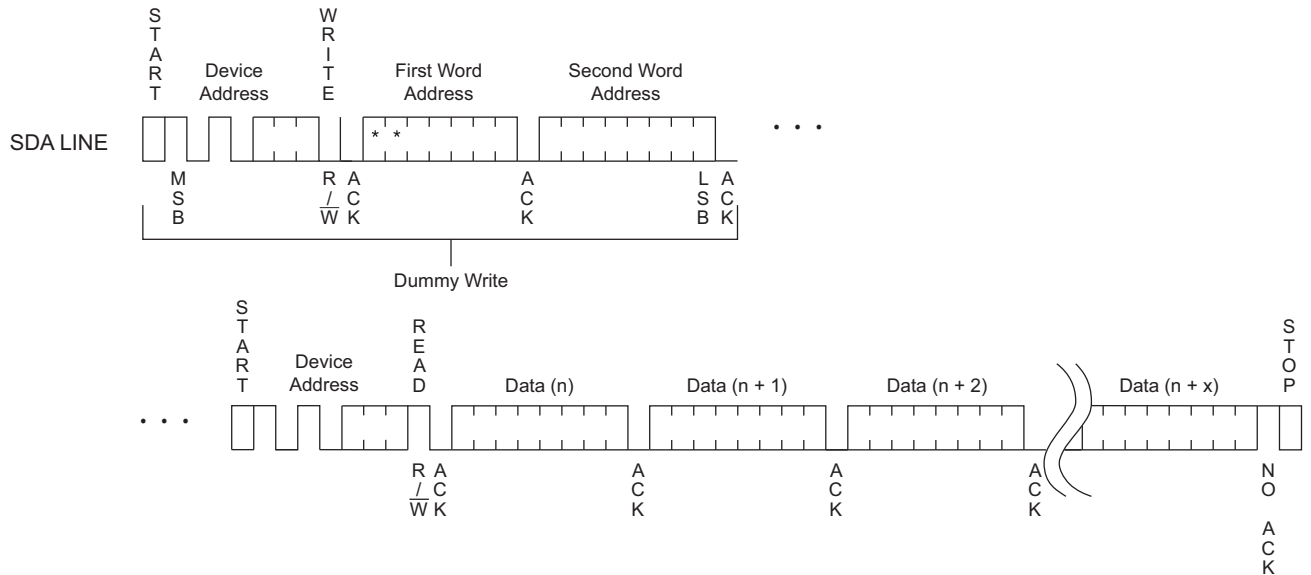 START
WRITE
Device
Address
First Word
Address
Second Word
Address
SDA LINE
* *
• • •
MSB
R/W
ACK
ACK
LSB
ACK
Dummy Write
START
READ
STOP
Device
Address
Data (n)
Data (n + 1)
Data (n + 2)
Data (n + x)
• • •
R/W
ACK
ACK
ACK
ACK
NO ACK